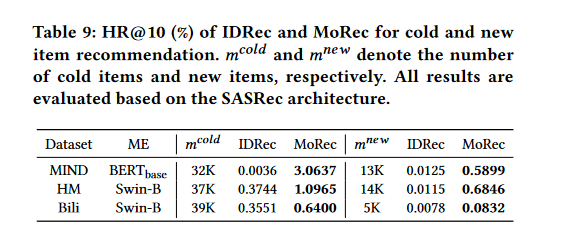 Table 9: HR@10 (%) of IDRec and MoRec for cold and new
item recommendation. m^cold and m^new denote the number
of cold items and new items, respectively. All results are
evaluated based on the SASRec architecture.
Dataset ME m^cold IDRec MoRec m^new IDRec MoRec
MIND BERT_base 32K 0.0036 3.0637 13K 0.0125 0.5899
HM Swin-B 37K 0.3744 1.0965 14K 0.0115 0.6846
Bili Swin-B 39K 0.3551 0.6400 5K 0.0078 0.0832